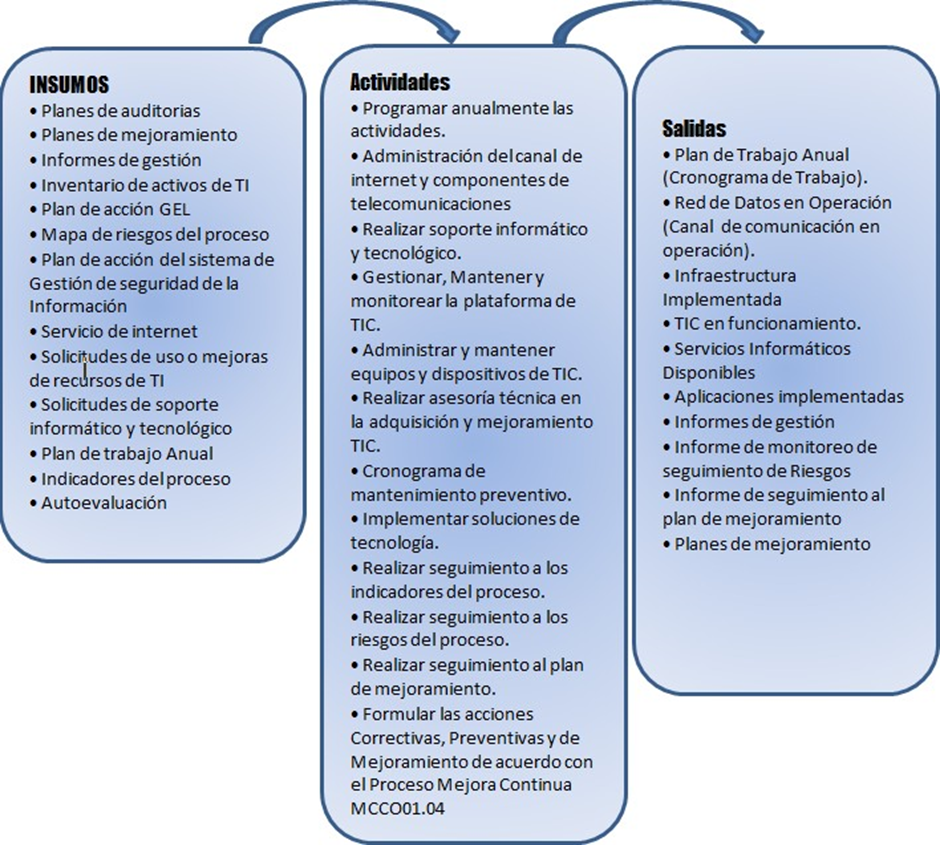 INSUMOS
• Planes de auditorias
• Planes de mejoramiento
• Informes de gestión
• Inventario de activos de TI
• Plan de acción GEL
• Mapa de riesgos del proceso
• Plan de acción del sistema de
Gestión de seguridad de la
Información
• Servicio de internet
• Solicitudes de uso o mejoras
de recursos de TI
• Solicitudes de soporte
informático y tecnológico
• Plan de trabajo Anual
• Indicadores del proceso
• Autoevaluación
Actividades
• Programar anualmente las
actividades.
• Administración del canal de
internet y componentes de
telecomunicaciones
• Realizar soporte informático
y tecnológico.
• Gestionar, Mantener y
monitorear la plataforma de
TIC.
• Administrar y mantener
equipos y dispositivos de TIC.
• Realizar asesoría técnica en
la adquisición y mejoramiento
TIC.
• Cronograma de
mantenimiento preventivo.
• Implementar soluciones de
tecnología.
• Realizar seguimiento a los
indicadores del proceso.
• Realizar seguimiento a los
riesgos del proceso.
• Realizar seguimiento al plan
de mejoramiento.
• Formular las acciones
Correctivas, Preventivas y de
Mejoramiento de acuerdo con
el Proceso Mejora Continua
MCCO01.04
Salidas
• Plan de Trabajo Anual
(Cronograma de Trabajo).
• Red de Datos en Operación
(Canal de comunicación en
operación).
• Infraestructura
Implementada
• TIC en funcionamiento.
• Servicios Informáticos
Disponibles
• Aplicaciones implementadas
• Informes de gestión
• Informe de monitoreo de
seguimiento de Riesgos
• Informe de seguimiento al
plan de mejoramiento
• Planes de mejoramiento